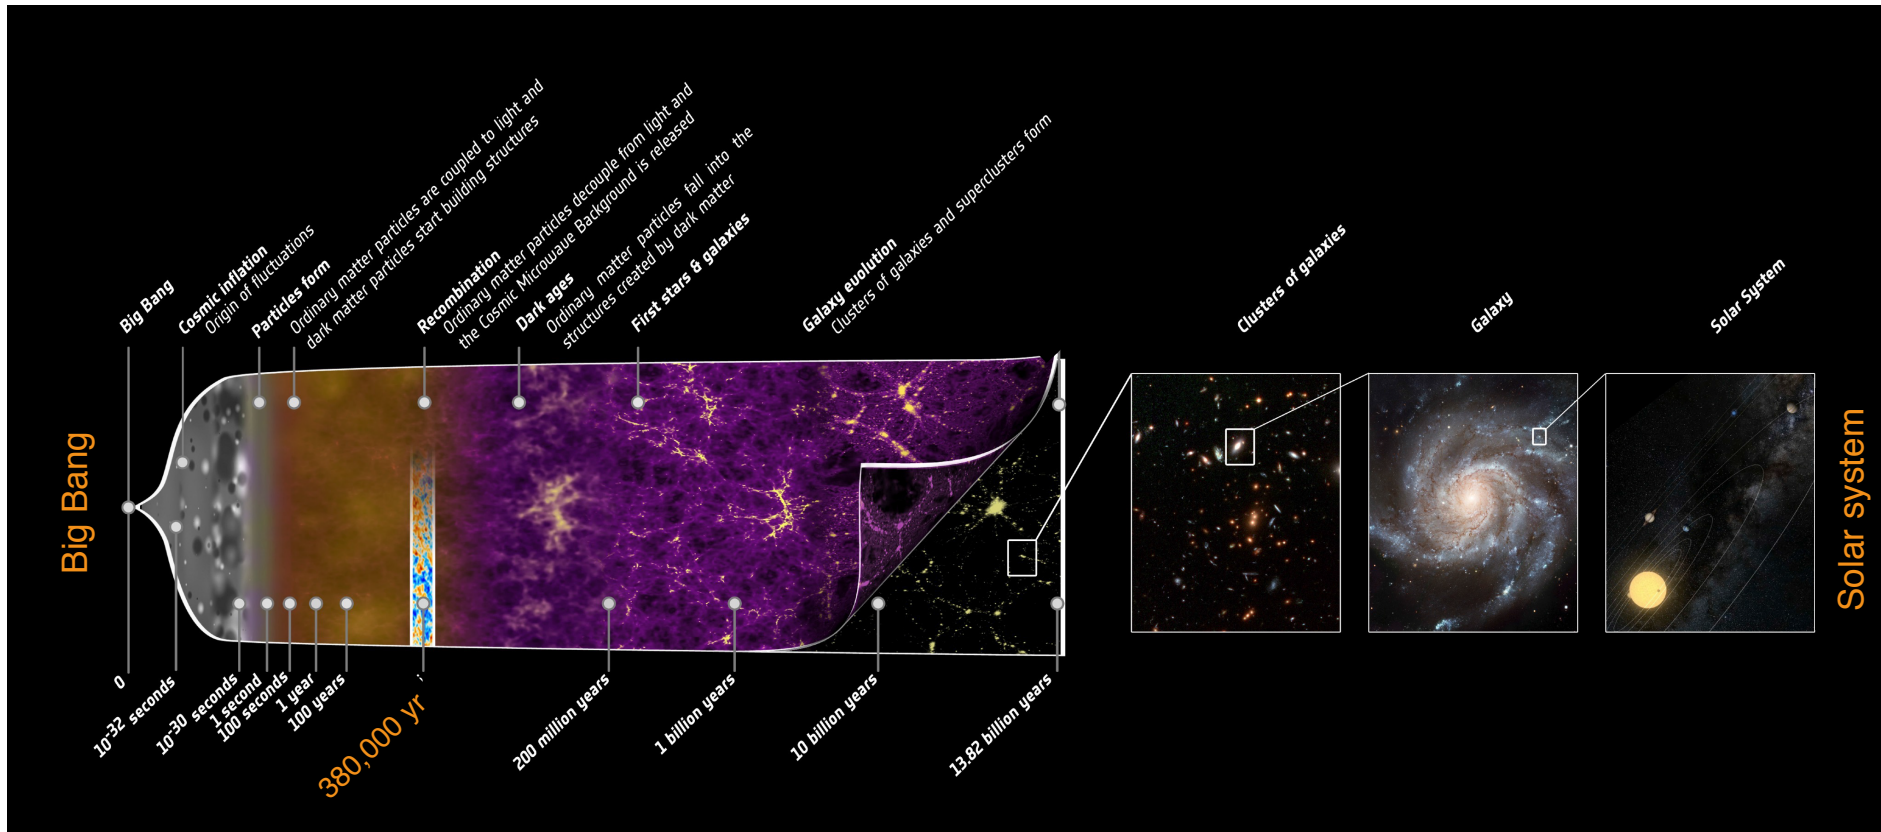 Big Bang
Cosmic inflation
Origin of fluctuations
Particles form
Ordinary matter particles are coupled to light and
dark matter particles start building structures
Recombination
Ordinary matter particles decouple from light and
the Cosmic Microwave Background is released
Dark ages
Ordinary matter particles fall into the
structures created by dark matter
First stars & galaxies
Galaxy evolution
Clusters of galaxies and superclusters form
Clusters of galaxies
Galaxy
Solar System
Big Bang
Solar system
0
10-32 seconds
10-30 seconds
1 second
100 seconds
1 year
100 years
380,000 yr
200 million years
1 billion years
10 billion years
13.82 billion years